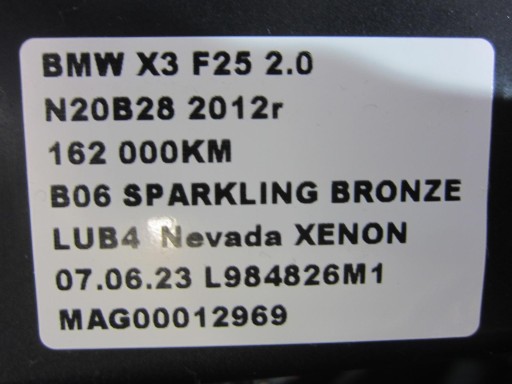 BMW X3 F25 2.0
N20B28 2012r
162 000KM
B06 SPARKLING BRONZE
LUB4 Nevada XENON
07.06.23 L984826M1
MAG00012969